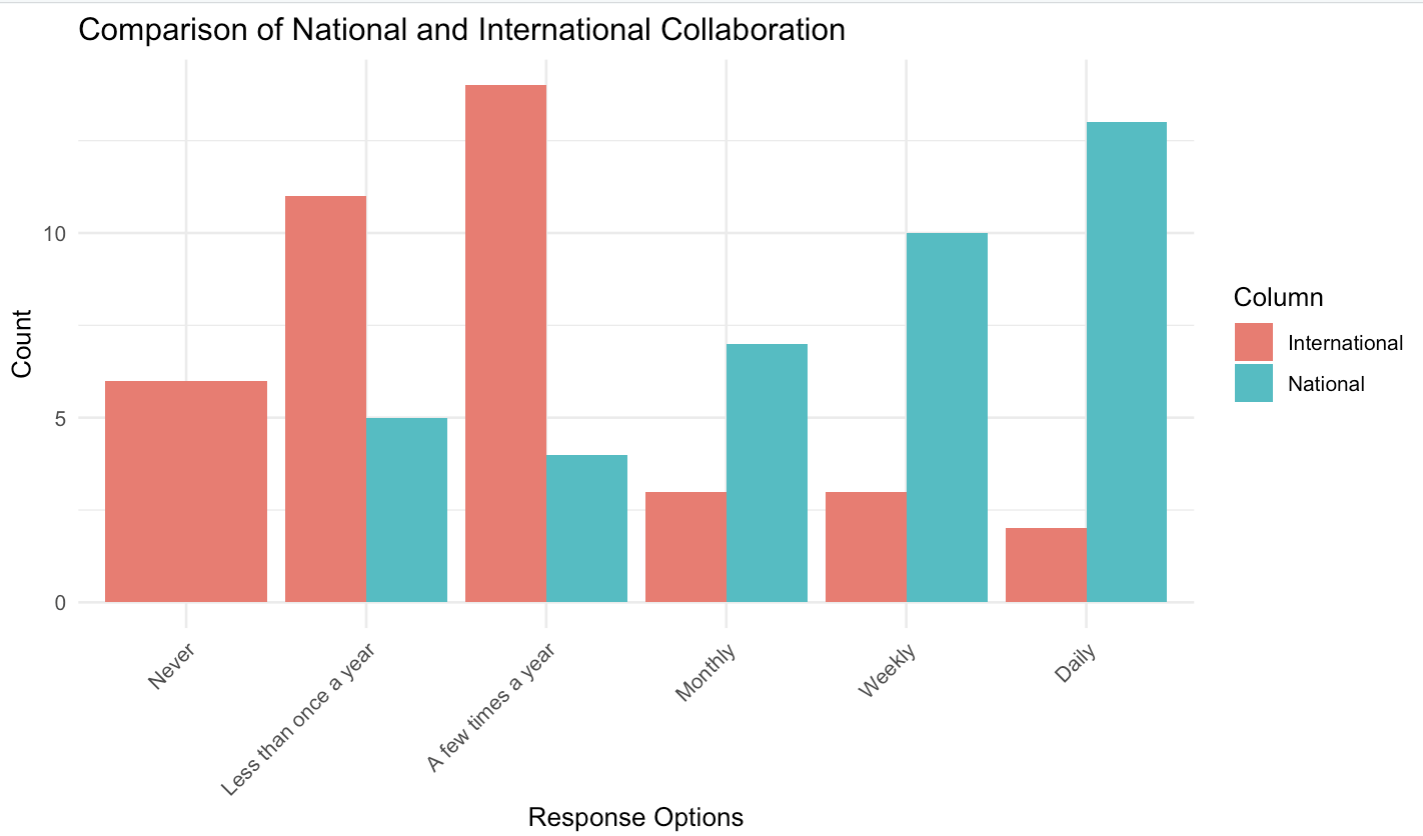 Comparison of National and International Collaboration
Count
10
5
0
Never
Less than once a year
A few times a year
Monthly
Weekly
Daily
Response Options
Column
International
National